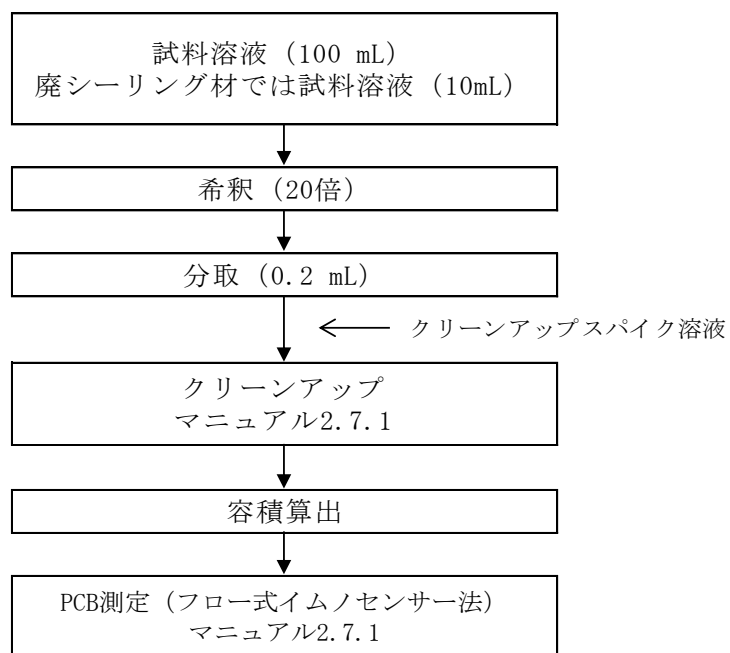 試料溶液（100 mL）
廃シーリング材では試料溶液（10mL）
希釈（20倍）
分取（0.2 mL）
クリーンアップスパイク溶液
クリーンアップ
マニュアル2.7.1
容積算出
PCB測定（フロー式イムノセンサー法）
マニュアル2.7.1